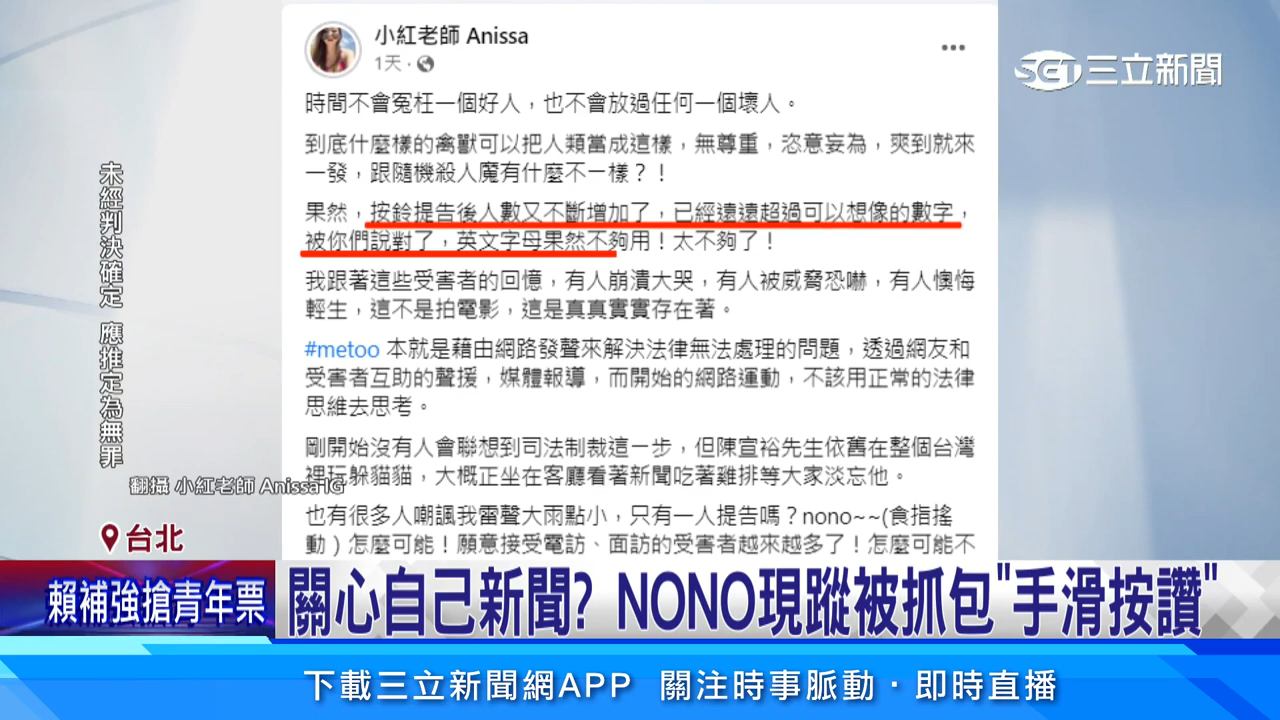 小紅老師 Anissa
1天
SET三立新聞
時間不會冤枉一個好人，也不會放過任何一個壞人。
到底什麼樣的禽獸可以把人類當成這樣，無尊重，恣意妄為，爽到就來
一發，跟隨機殺人魔有什麼不一樣？！
果然，按鈴提告後人數又不斷增加了，已經遠遠超過可以想像的數字，
被你們說對了，英文字母果然不夠用！太不夠了！
我跟著這些受害者的回憶，有人崩潰大哭，有人被威脅恐嚇，有人懊悔
輕生，這不是拍電影，這是真真實實存在著。
#metoo 本就是藉由網路發聲來解決法律無法處理的問題，透過網友和
受害者互助的聲援，媒體報導，而開始的網路運動，不該用正常的法律
思維去思考。
剛開始沒有人會聯想到司法制裁這一步，但陳宣裕先生依舊在整個台灣
裡玩躲貓貓，大概正坐在客廳看著新聞吃著雞排等大家淡忘他。
也有很多人嘲諷我雷聲大雨點小，只有一人提告嗎？nono~~(食指搖
動）怎麼可能！願意接受電訪、面訪的受害者越來越多了！怎麼可能不
未經判決確定 應推定為無罪
翻攝 小紅老師 Anissa IG
台北
賴補強搶青年票
關心自己新聞? NONO現蹤被抓包"手滑按讚"
下載三立新聞網APP 關注時事脈動・即時直播